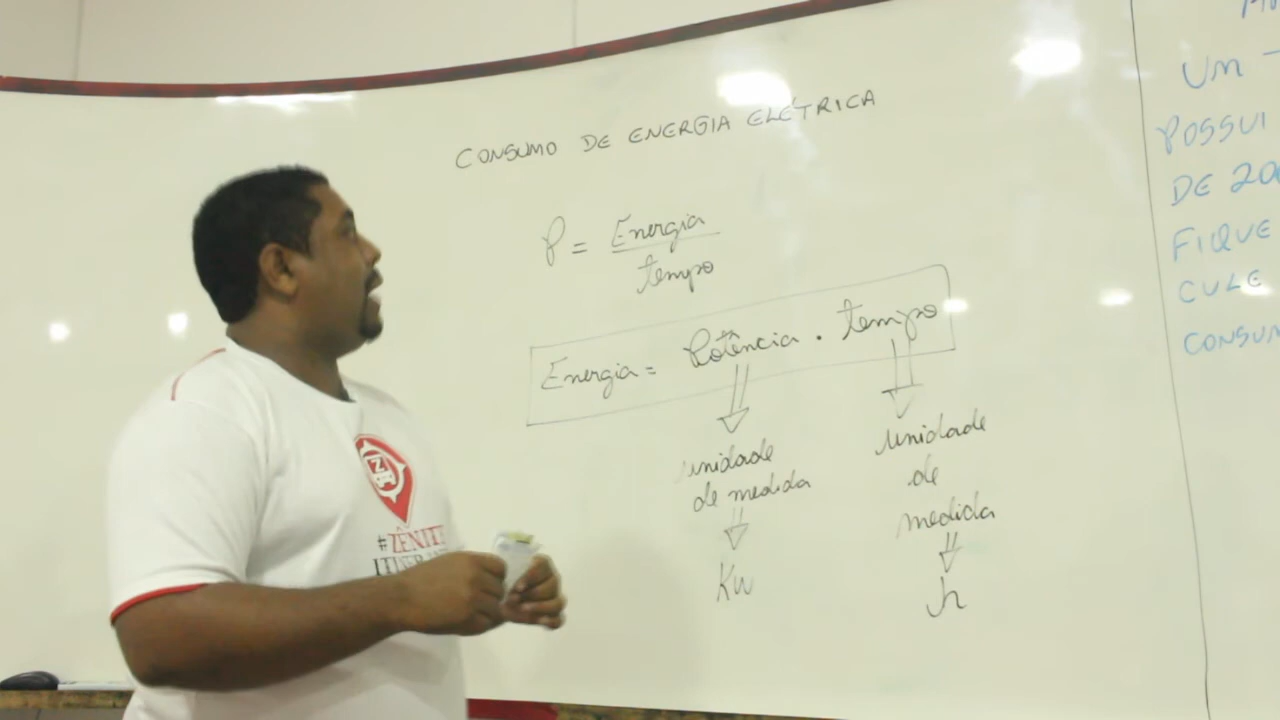 CONSUMO DE ENERGIA ELÉTRICA
P = Energia
tempo
Energia = Potência . tempo
unidade
de medida
Kw
unidade
de
medida
h
UM
POSSUI
DE 200
FIQUE
CULE
CONSUM
#ZÊNITE